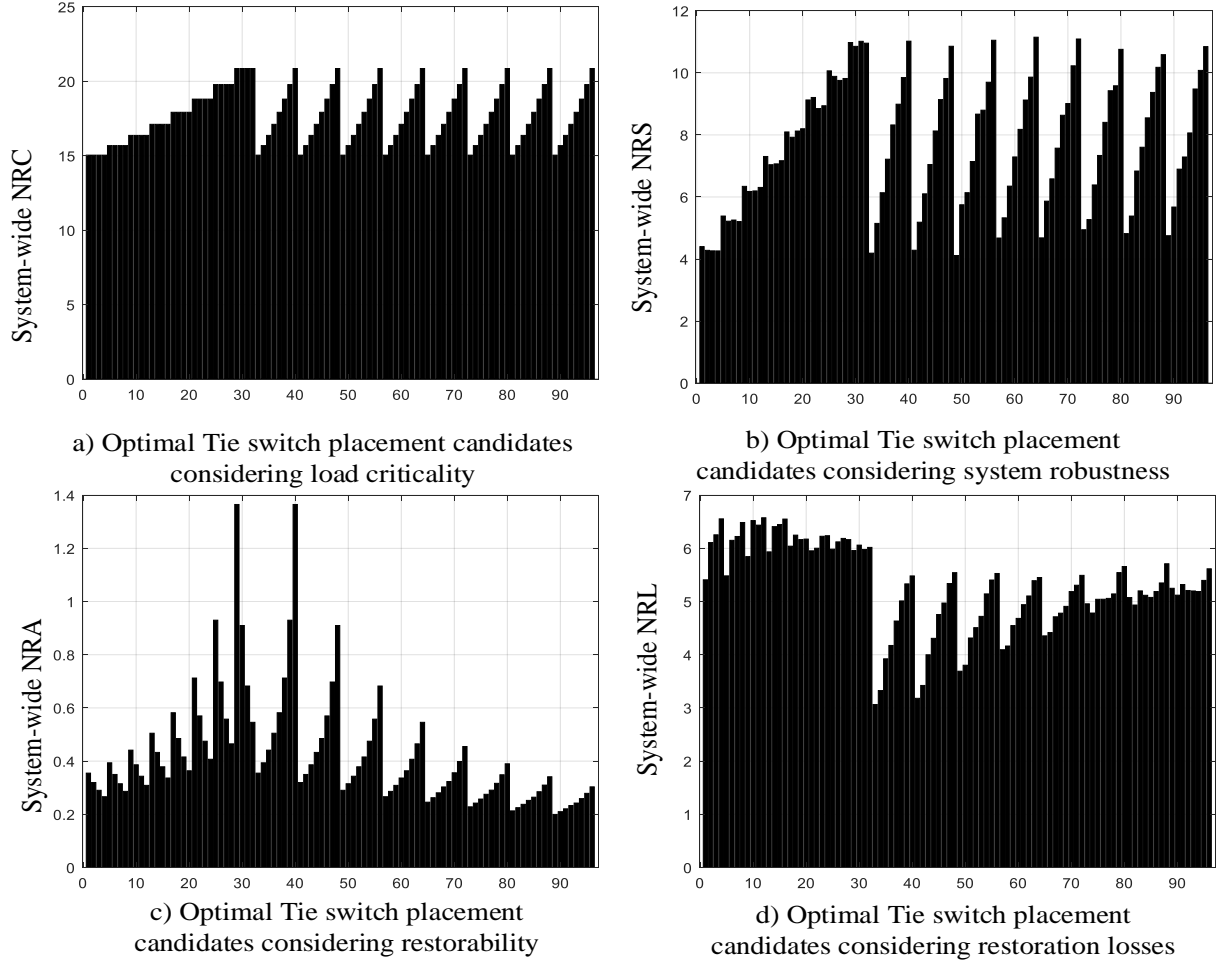 25
20
15
10
5
0
0 10 20 30 40 50 60 70 80 90
System-wide NRC
a) Optimal Tie switch placement candidates
considering load criticality
12
10
8
6
4
2
0
0 10 20 30 40 50 60 70 80 90
System-wide NRS
b) Optimal Tie switch placement
candidates considering system robustness
1.4
1.2
1
0.8
0.6
0.4
0.2
0
0 10 20 30 40 50 60 70 80 90
System-wide NRA
c) Optimal Tie switch placement
candidates considering restorability
7
6
5
4
3
2
1
0
0 10 20 30 40 50 60 70 80 90
System-wide NRL
d) Optimal Tie switch placement
candidates considering restoration losses